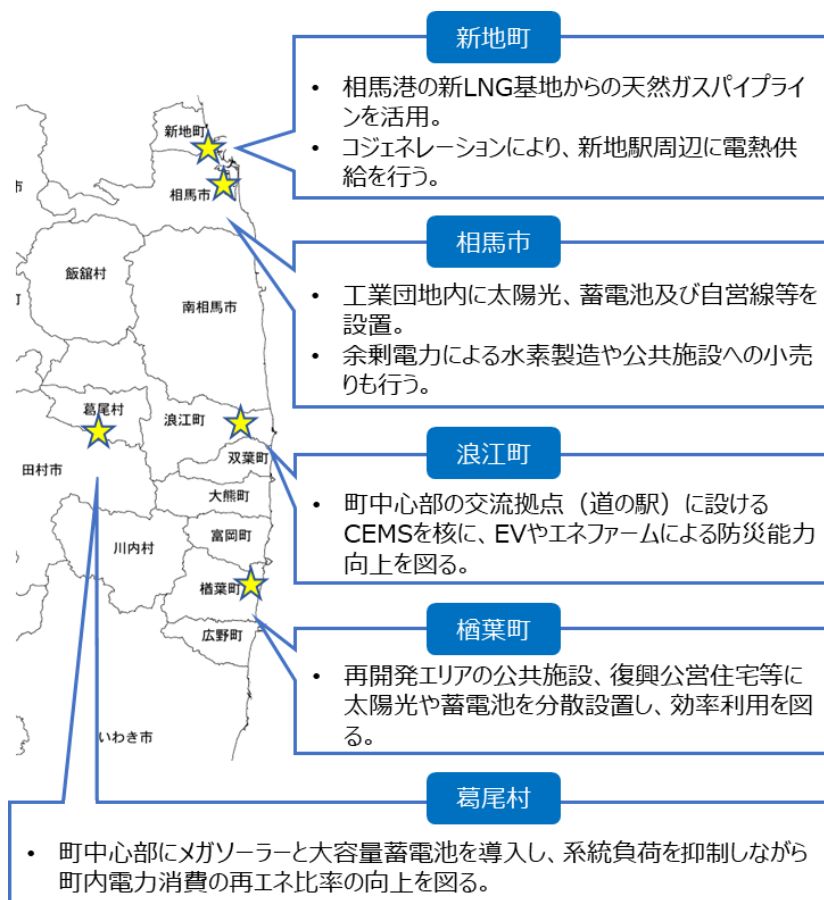 新地町
• 相馬港の新LNG基地からの天然ガスパイプライ
ンを活用。
• コジェネレーションにより、新地駅周辺に電熱供
給を行う。
相馬市
• 工業団地内に太陽光、蓄電池及び自営線等を
設置。
• 余剰電力による水素製造や公共施設への小売
りも行う。
浪江町
• 町中心部の交流拠点（道の駅）に設ける
CEMSを核に、EVやエネファームによる防災能力
向上を図る。
楢葉町
• 再開発エリアの公共施設、復興公営住宅等に
太陽光や蓄電池を分散設置し、効率利用を図
る。
葛尾村
• 町中心部にメガソーラーと大容量蓄電池を導入し、系統負荷を抑制しながら
町内電力消費の再エネ比率の向上を図る。
新地町
相馬市
市
飯舘村
南相馬市
葛尾村
浪江町
双葉町
田村市
大熊町
富岡町
川内村
楢葉町
広野町
いわき市